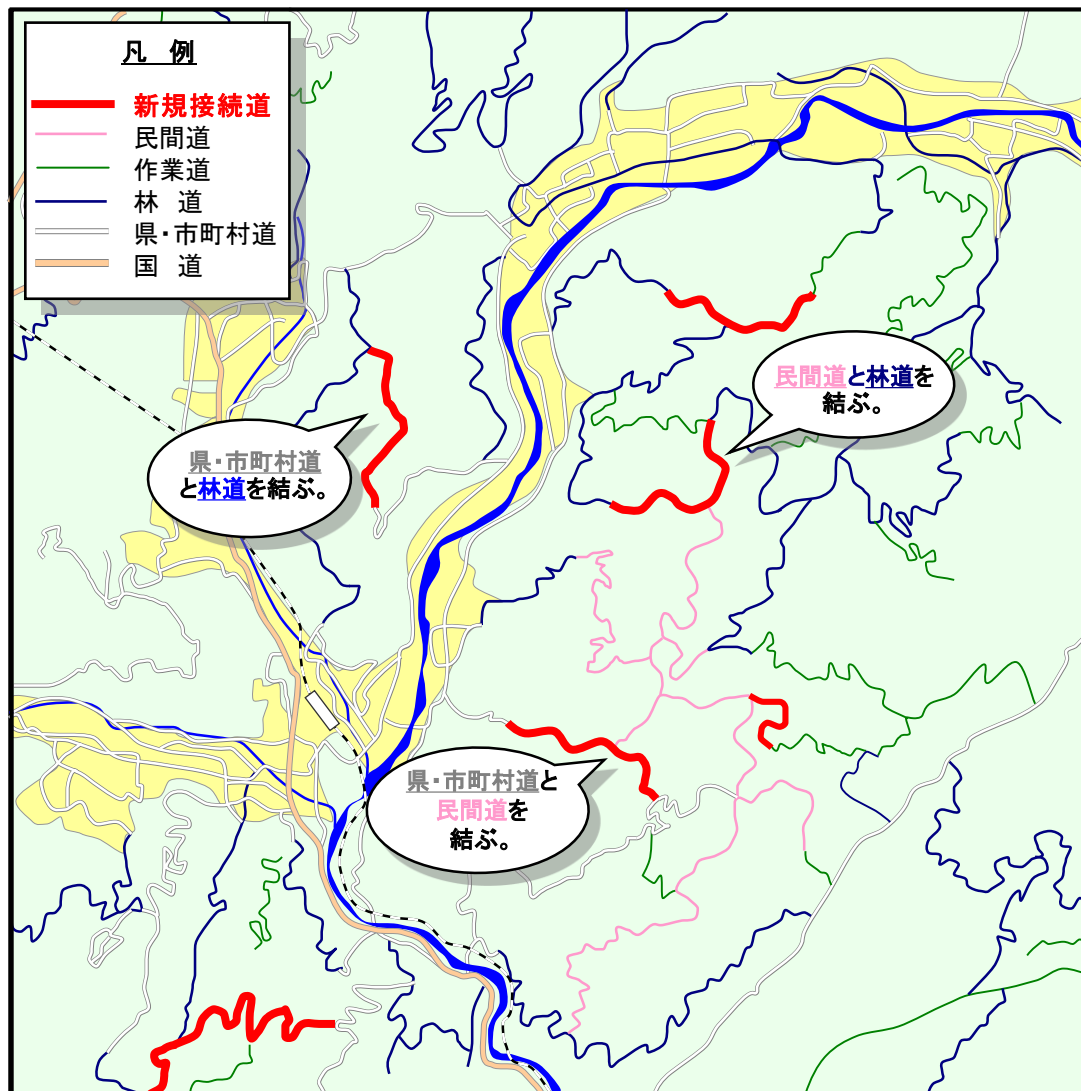 凡 例
新規接続道
民間道
作業道
林 道
県・市町村道
国 道
民間道と林道を
結ぶ。
県・市町村道
と林道を結ぶ。
県・市町村道と
民間道を
結ぶ。